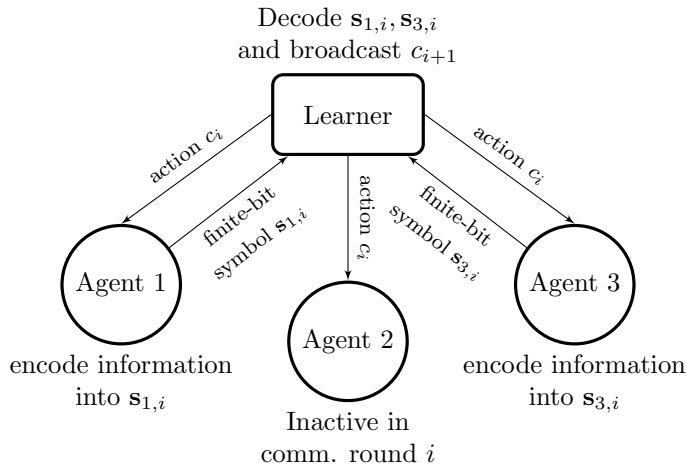 Decode s₁,ᵢ, s₃,ᵢ
and broadcast cᵢ₊₁
Learner
action cᵢ
finite-bit
symbol s₁,ᵢ
action cᵢ
finite-bit
symbol s₃,ᵢ
action cᵢ
Agent 1
Agent 2
Agent 3
encode information
into s₁,ᵢ
Inactive in
comm. round i
encode information
into s₃,ᵢ